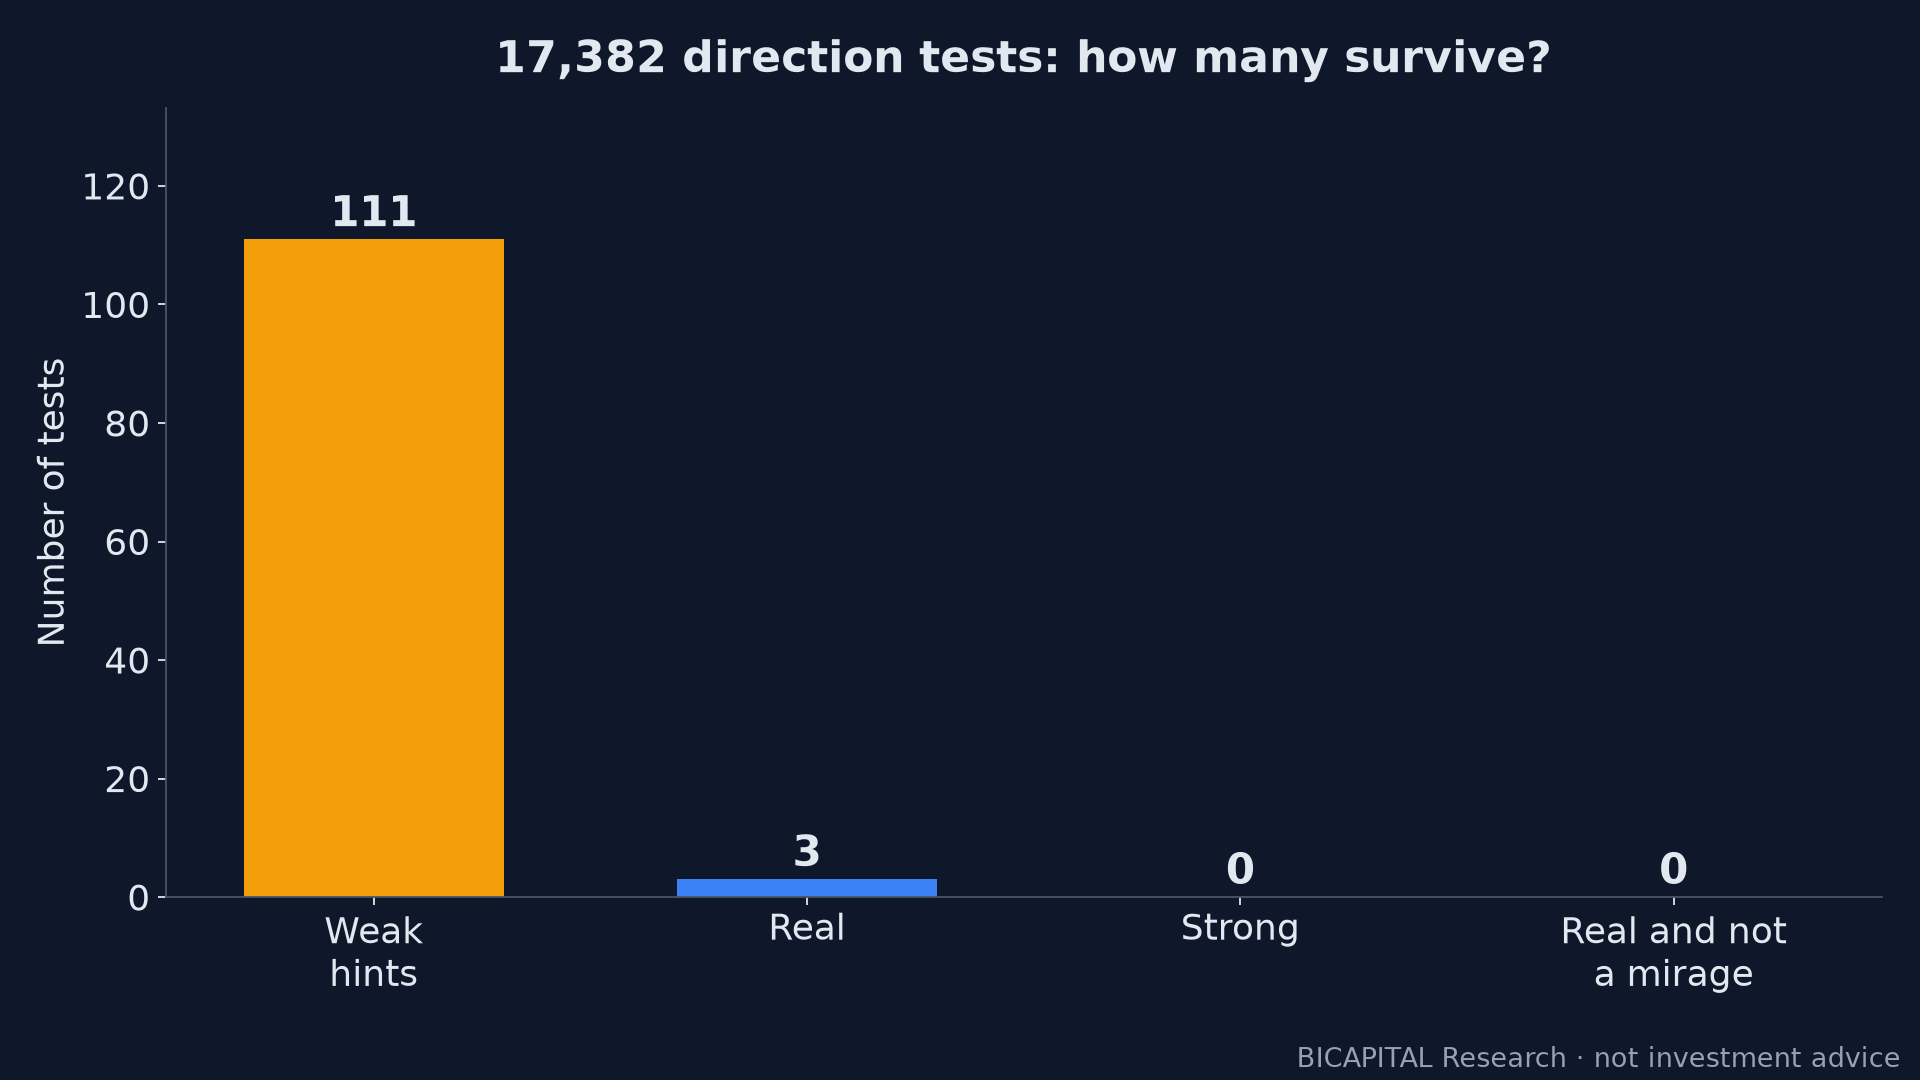 17,382 direction tests: how many survive?
Number of tests
120
100
80
60
40
20
0
111
3
0
0
Weak
hints
Real
Strong
Real and not
a mirage
BICAPITAL Research · not investment advice